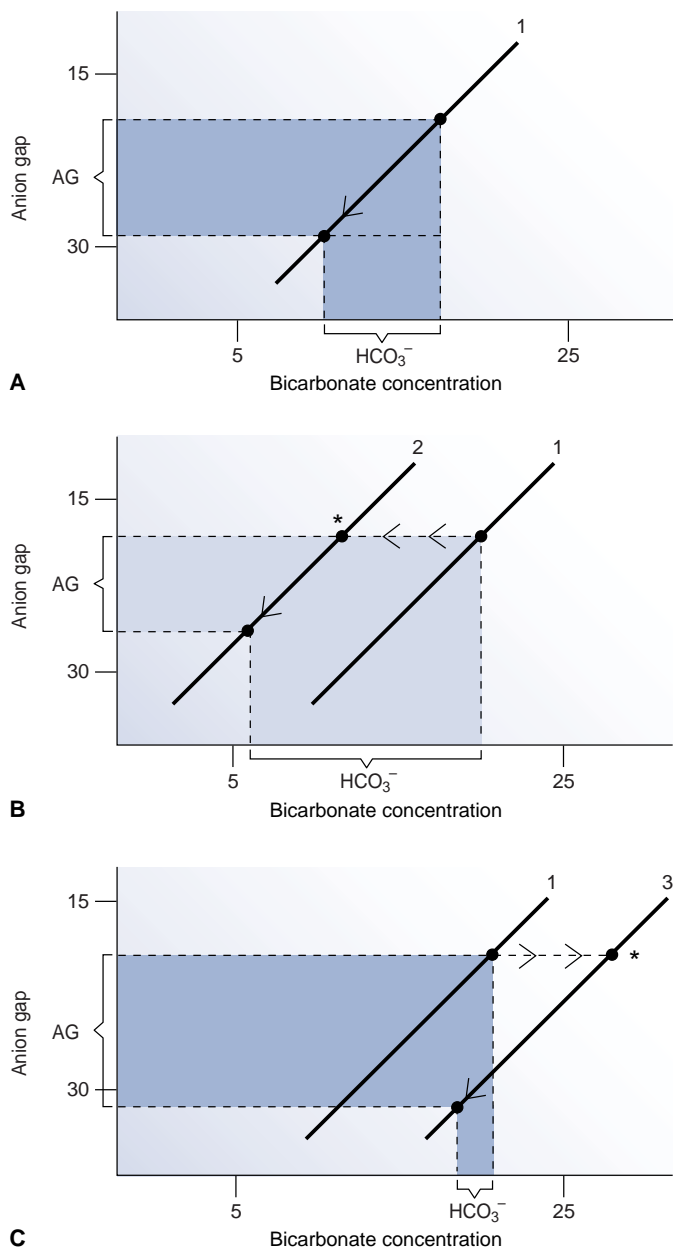 1
15
Anion gap
AG
30
5
HCO₃⁻
25
A
Bicarbonate concentration
2
1
15
*
Anion gap
AG
30
5
HCO₃⁻
25
B
Bicarbonate concentration
1
3
15
*
Anion gap
AG
30
5
HCO₃⁻
25
C
Bicarbonate concentration